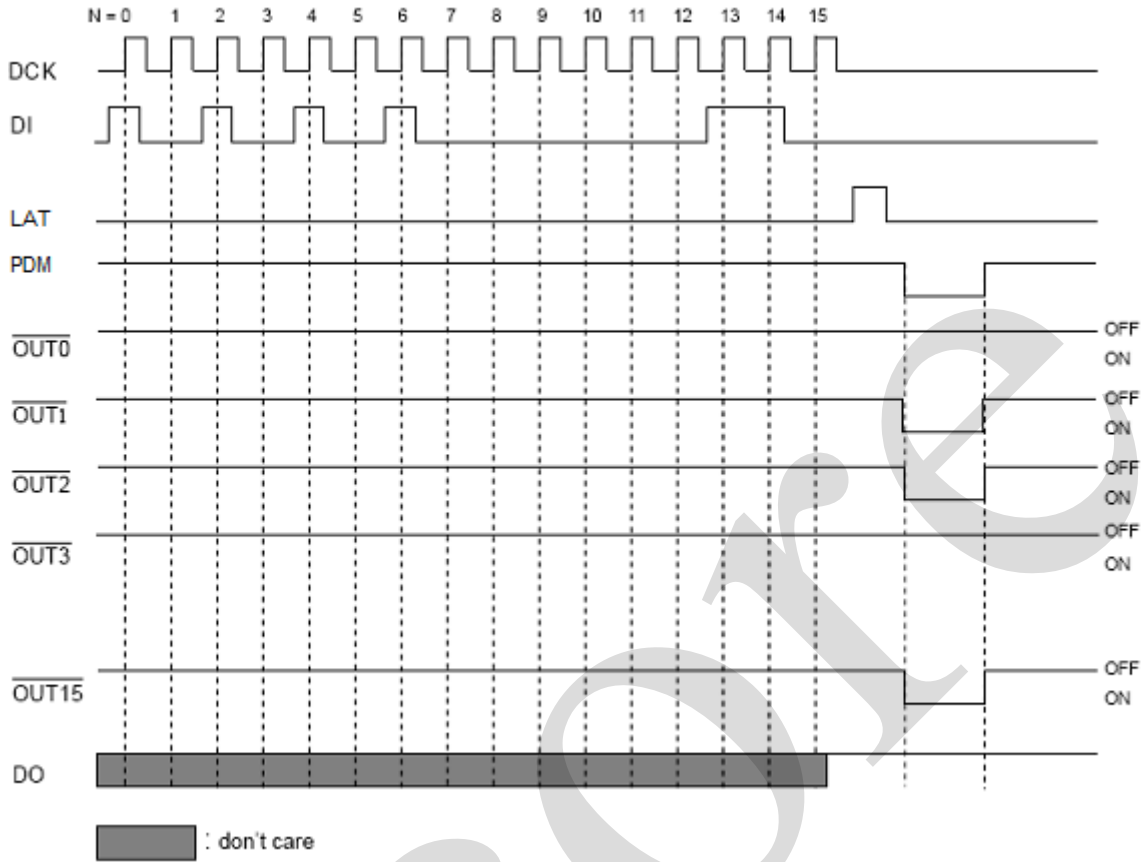 N = 0 1 2 3 4 5 6 7 8 9 10 11 12 13 14 15
DCK
DI
LAT
PDM
OUT0
OFF
ON
OUT1
OFF
ON
OUT2
OFF
ON
OUT3
OFF
ON
OUT15
OFF
ON
DO
: don't care
ore